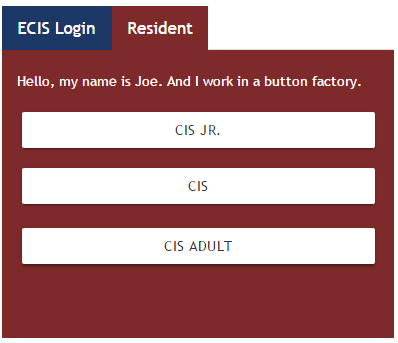 ECIS Login Resident
Hello, my name is Joe. And I work in a button factory.
CIS JR.
CIS
CIS ADULT